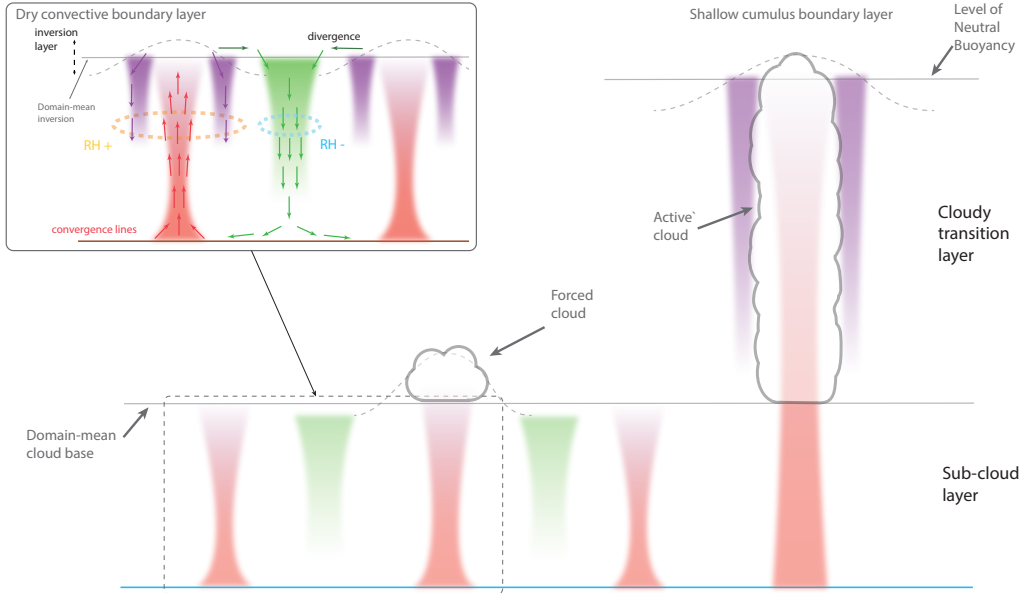 Dry convective boundary layer
inversion
layer
divergence
Domain-mean
inversion
RH +
RH -
convergence lines
Shallow cumulus boundary layer
Level of
Neutral
Buoyancy
Active`
cloud
Cloudy
transition
layer
Forced
cloud
Domain-mean
cloud base
Sub-cloud
layer